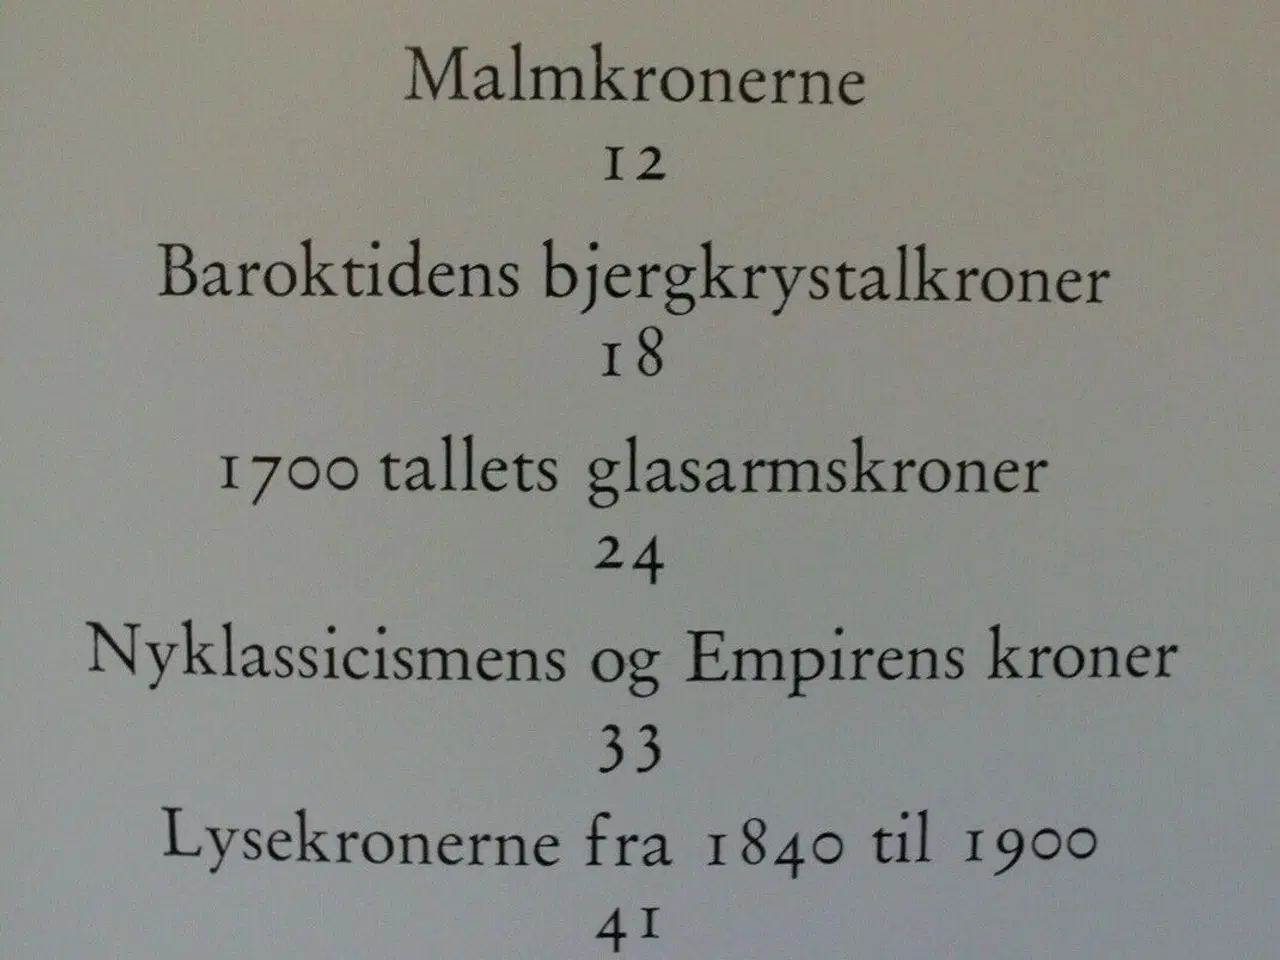 Malmkronerne
12
Baroktidens bjergkrystalkroner
18
1700 tallets glasarmskroner
24
Nyklassicismens og Empirens kroner
33
Lysekronerne fra 1840 til 1900
41